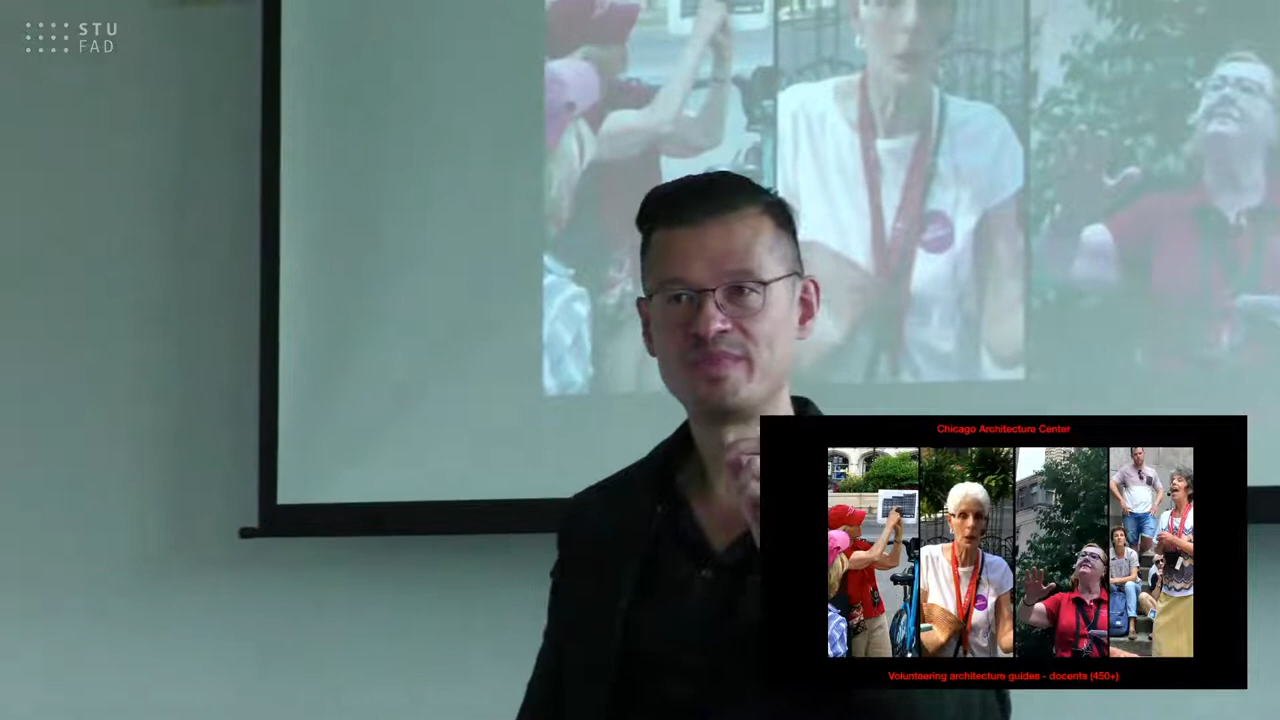 STU
FAD
Chicago Architecture Center
Volunteering architecture guides - docents (450+)